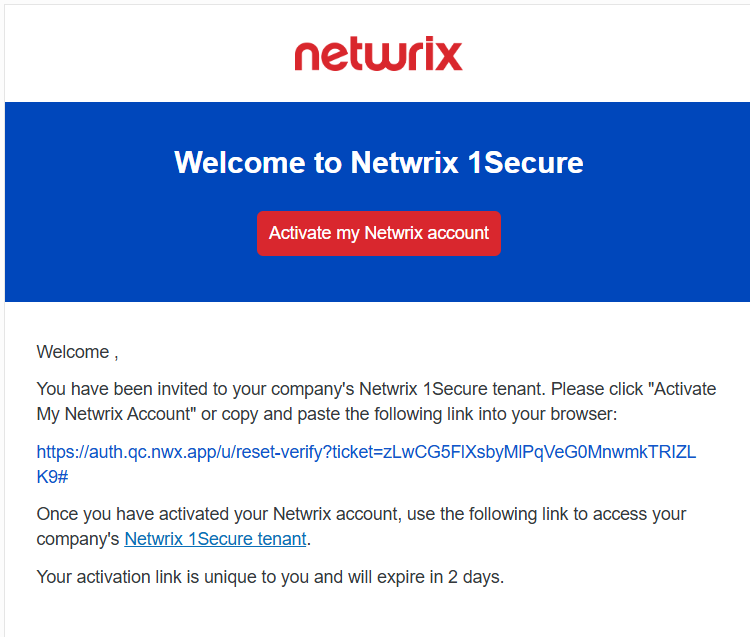 netwrix
Welcome to Netwrix 1Secure
Activate my Netwrix account
Welcome ,
You have been invited to your company's Netwrix 1Secure tenant. Please click "Activate
My Netwrix Account" or copy and paste the following link into your browser:
https://auth.qc.nwx.app/u/reset-verify?ticket=zLwCG5FlXsbyMlPqVeG0MnwmkTRIZL
K9#
Once you have activated your Netwrix account, use the following link to access your
company's Netwrix 1Secure tenant.
Your activation link is unique to you and will expire in 2 days.